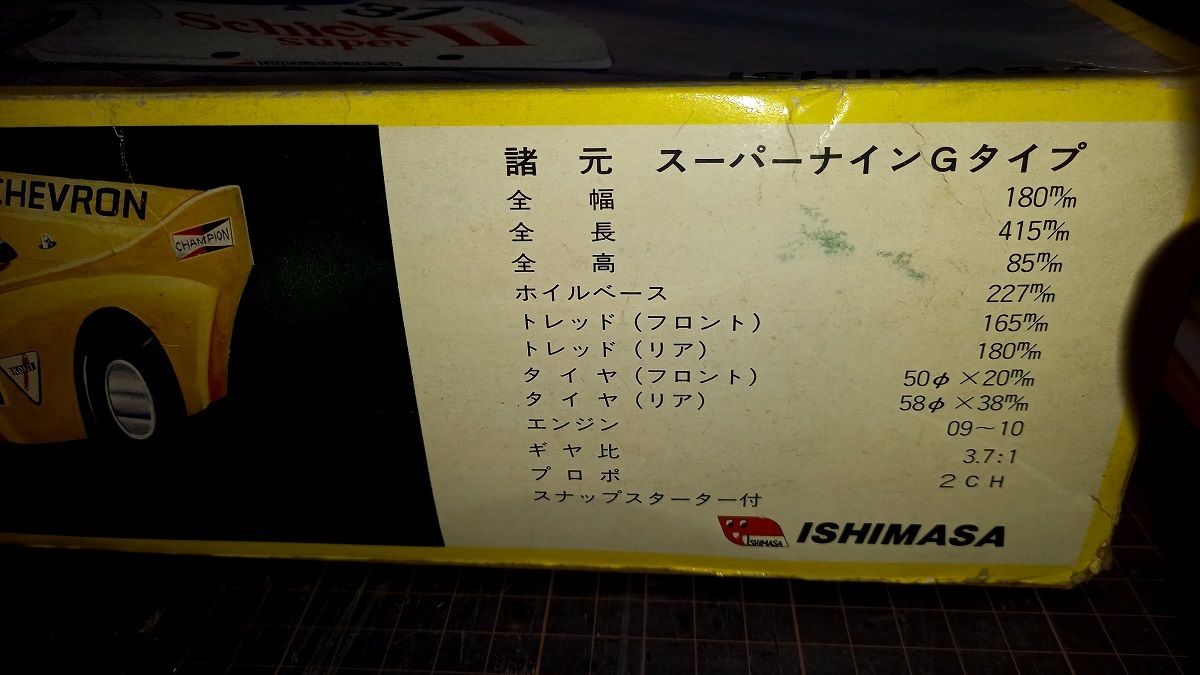 Schick
super II
ISHIMASA
CHEVRON
CHAMPION
諸元 スーパーナインGタイプ
全幅 180m/m
全長 415m/m
全高 85m/m
ホイルベース 227m/m
トレッド(フロント) 165m/m
トレッド(リア) 180m/m
タイヤ(フロント) 50φ×20m/m
タイヤ(リア) 58φ×38m/m
エンジン 09〜10
ギヤ比 3.7:1
プロポ 2CH
スナップスターター付
ISHIMASA
ISHIMASA